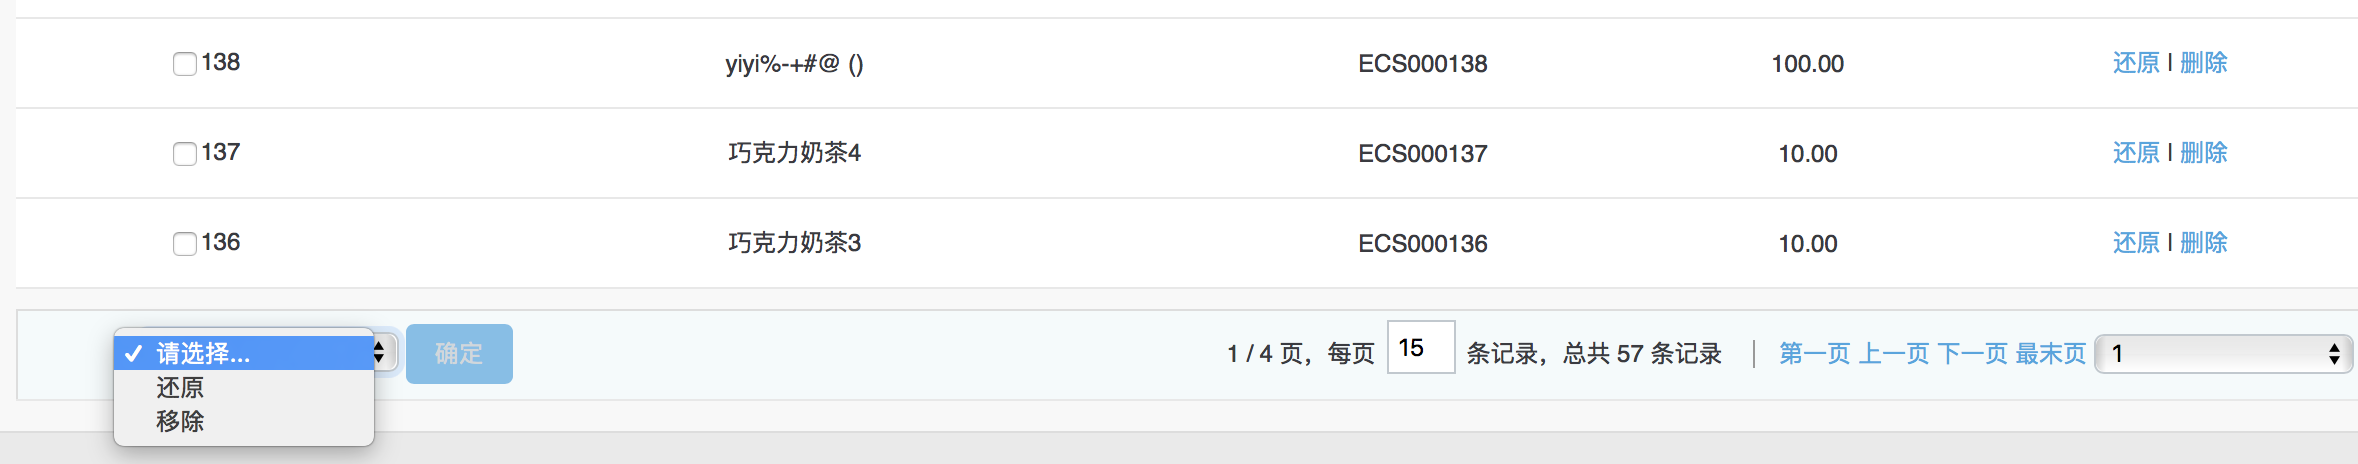 138 yiyi%-+#@ () ECS000138 100.00 还原 | 删除
137 巧克力奶茶4 ECS000137 10.00 还原 | 删除
136 巧克力奶茶3 ECS000136 10.00 还原 | 删除
✓ 请选择... 确定 1 / 4 页，每页 15 条记录，总共 57 条记录 | 第一页 上一页 下一页 最末页 1
还原
移除